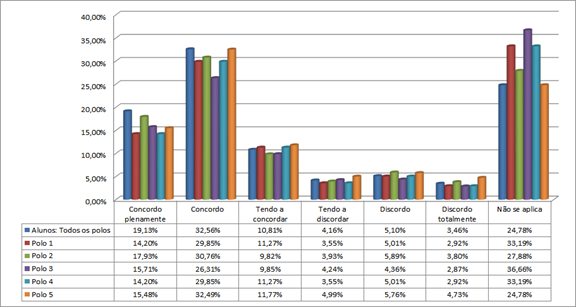 40,00%
35,00%
30,00%
25,00%
20,00%
15,00%
10,00%
5,00%
0,00%
Concordo plenamente Concordo Tendo a concordar Tendo a discordar Discordo Discordo totalmente Não se aplica
Alunos: Todos os polos 19,13% 32,56% 10,81% 4,16% 5,10% 3,46% 24,78%
Polo 1 14,20% 29,85% 11,27% 3,55% 5,01% 2,92% 33,19%
Polo 2 17,93% 30,76% 9,82% 3,93% 5,89% 3,80% 27,88%
Polo 3 15,71% 26,31% 9,85% 4,24% 4,36% 2,87% 36,66%
Polo 4 14,20% 29,85% 11,27% 3,55% 5,01% 2,92% 33,19%
Polo 5 15,48% 32,49% 11,77% 4,99% 5,76% 4,73% 24,78%